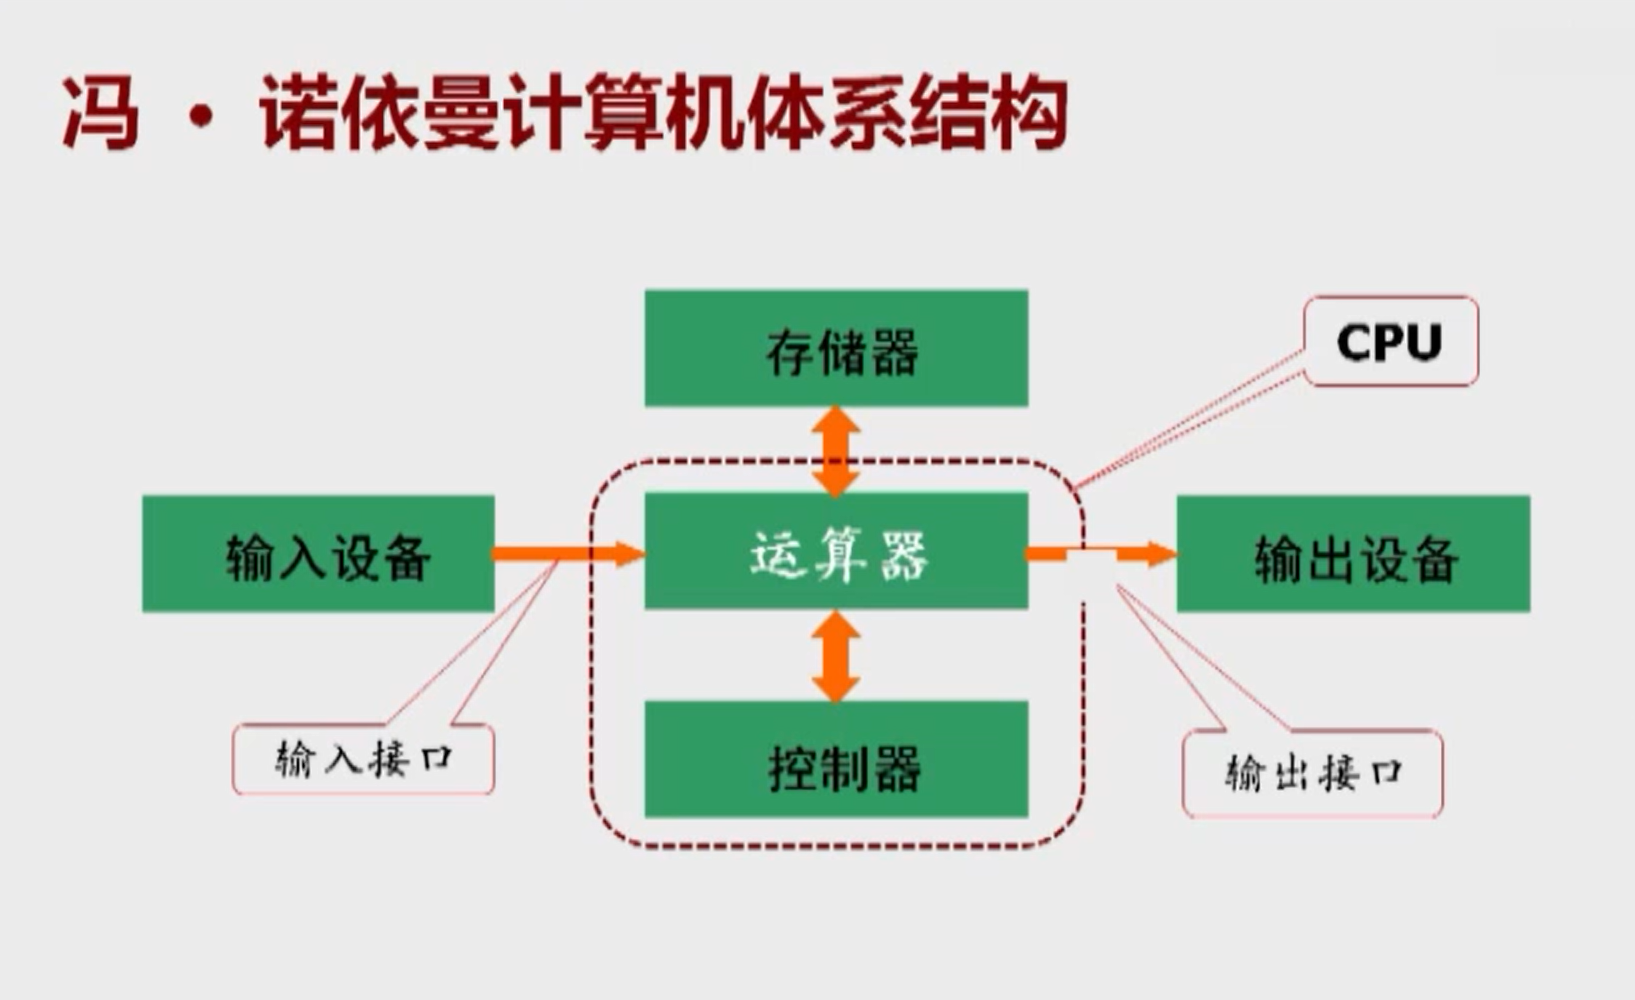 冯·诺依曼计算机体系结构
存储器
CPU
输入设备
运算器
输出设备
输入接口
控制器
输出接口